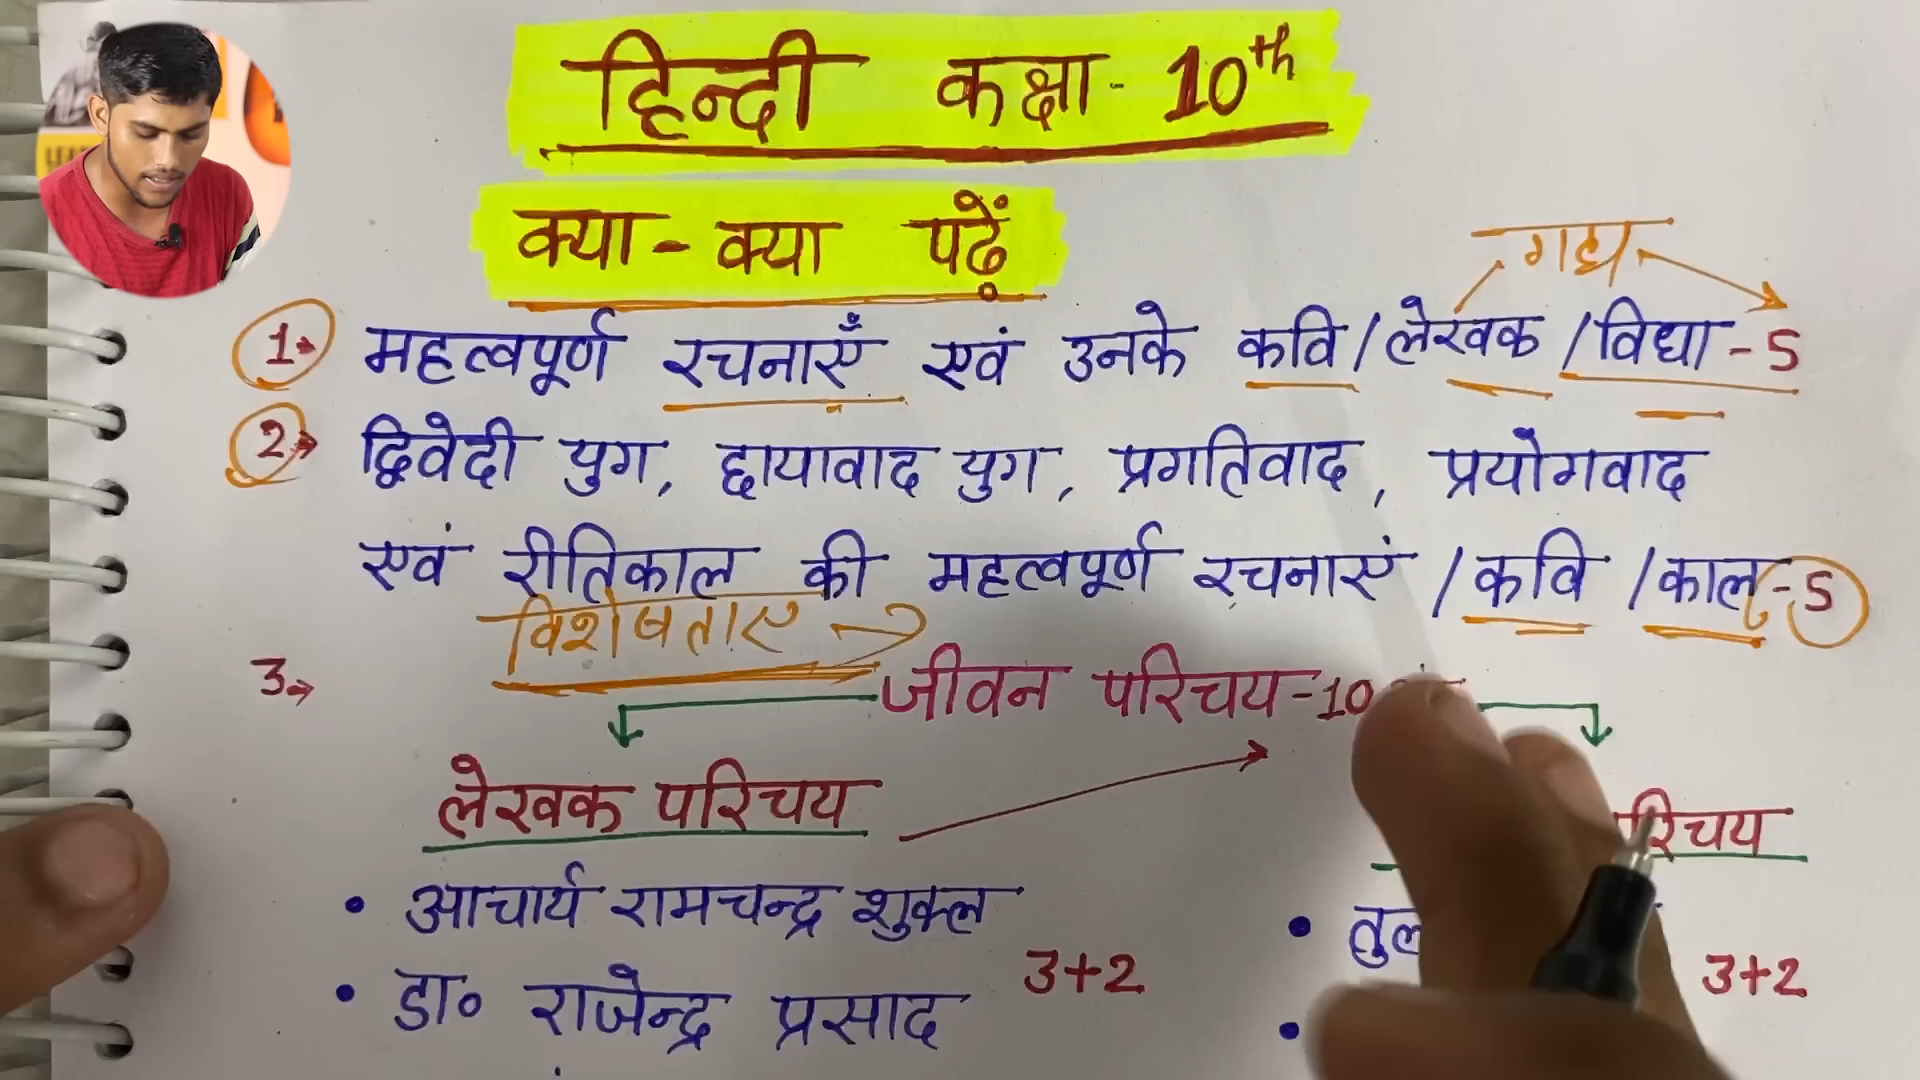 हिन्दी कक्षा - 10th
क्या - क्या पढ़ें
गद्य
1→ महत्वपूर्ण रचनाएँ एवं उनके कवि / लेखक / विद्या - 5
2→ द्विवेदी युग, छायावाद युग, प्रगतिवाद, प्रयोगवाद
एवं रीतिकाल की महत्वपूर्ण रचनाएं / कवि / काल - 5
विशेषताए
3→ जीवन परिचय - 10
लेखक परिचय
रिचय
• आचार्य रामचन्द्र शुक्ल
• तुल
3+2
3+2
• डा० राजेन्द्र प्रसाद